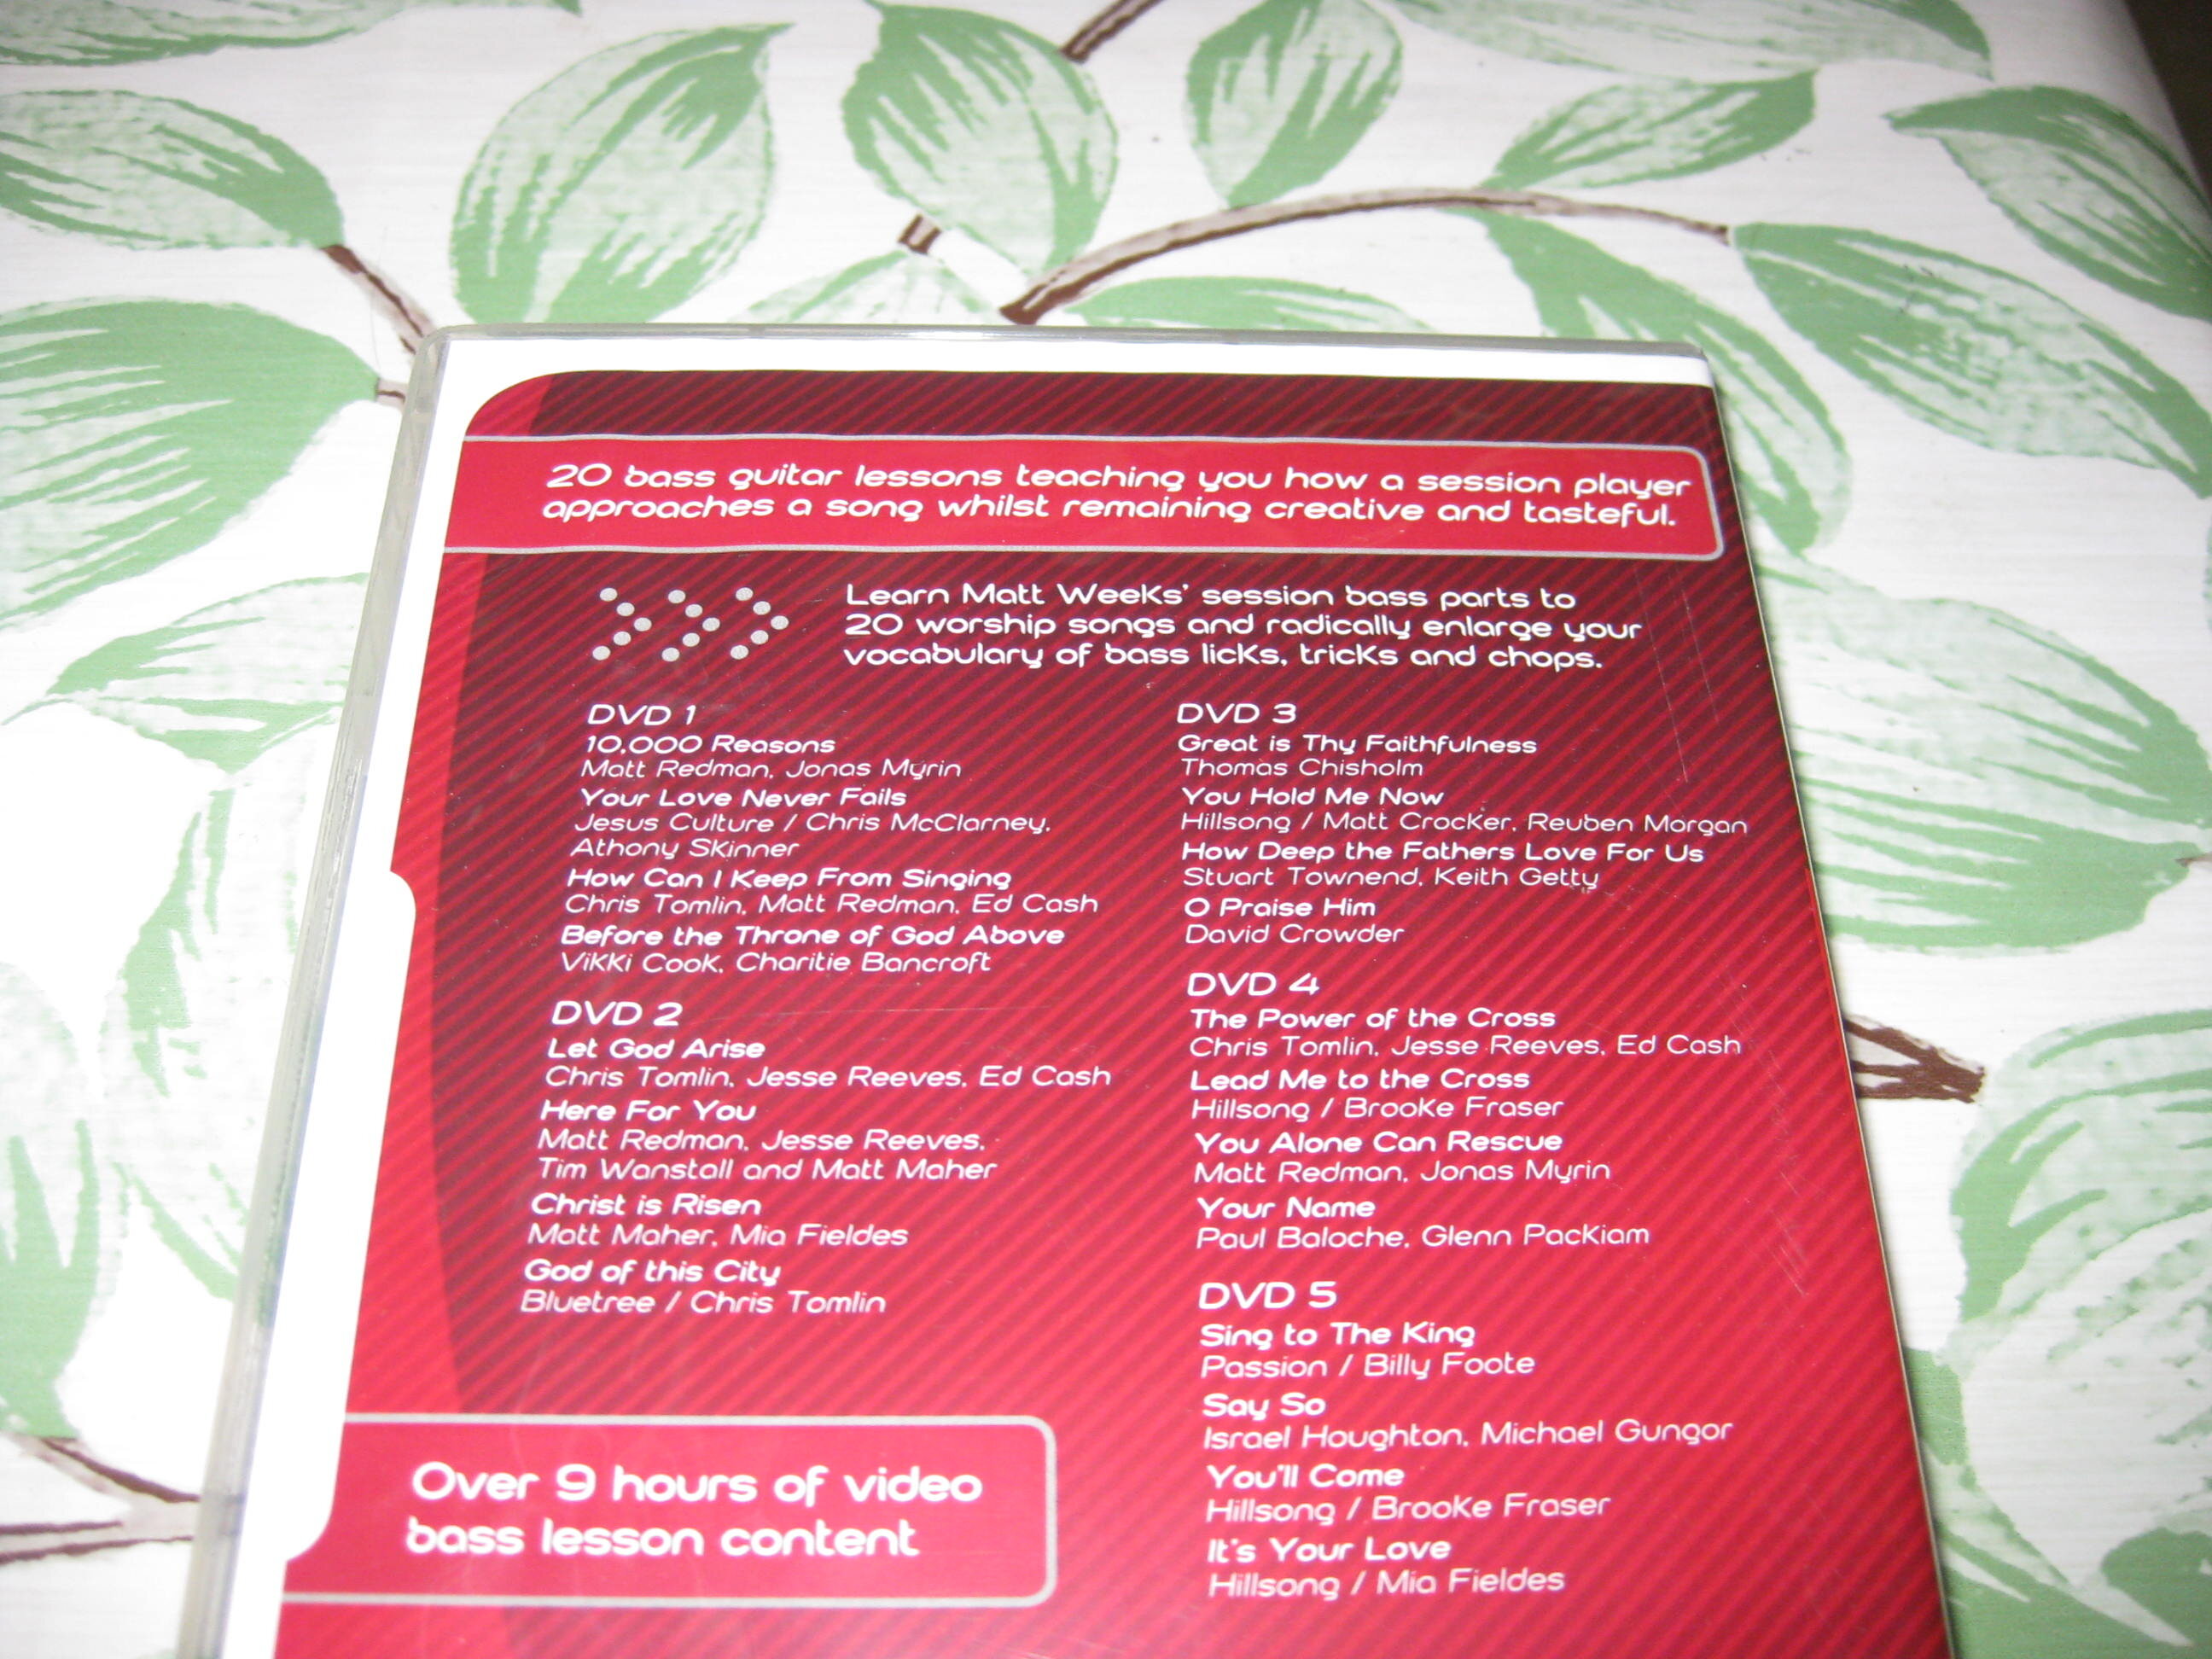 20 bass guitar lessons teaching you how a session player
approaches a song whilst remaining creative and tasteful.
Learn Matt Weeks' session bass parts to
20 worship songs and radically enlarge your
vocabulary of bass licks, tricks and chops.
DVD 1
10,000 Reasons
Matt Redman, Jonas Myrin
Your Love Never Fails
Jesus Culture / Chris McClarney,
Athony Skinner
How Can I Keep From Singing
Chris Tomlin, Matt Redman, Ed Cash
Before the Throne of God Above
Vikki Cook, Charitie Bancroft
DVD 2
Let God Arise
Chris Tomlin, Jesse Reeves, Ed Cash
Here For You
Matt Redman, Jesse Reeves,
Tim Wanstall and Matt Maher
Christ is Risen
Matt Maher, Mia Fieldes
God of this City
Bluetree / Chris Tomlin
DVD 3
Great is Thy Faithfulness
Thomas Chisholm
You Hold Me Now
Hillsong / Matt Crocker, Reuben Morgan
How Deep the Fathers Love For Us
Stuart Townend, Keith Getty
O Praise Him
David Crowder
DVD 4
The Power of the Cross
Chris Tomlin, Jesse Reeves, Ed Cash
Lead Me to the Cross
Hillsong / Brooke Fraser
You Alone Can Rescue
Matt Redman, Jonas Myrin
Your Name
Paul Baloche, Glenn Packiam
DVD 5
Sing to The King
Passion / Billy Foote
Say So
Israel Houghton, Michael Gungor
You'll Come
Hillsong / Brooke Fraser
It's Your Love
Hillsong / Mia Fieldes
Over 9 hours of video
bass lesson content